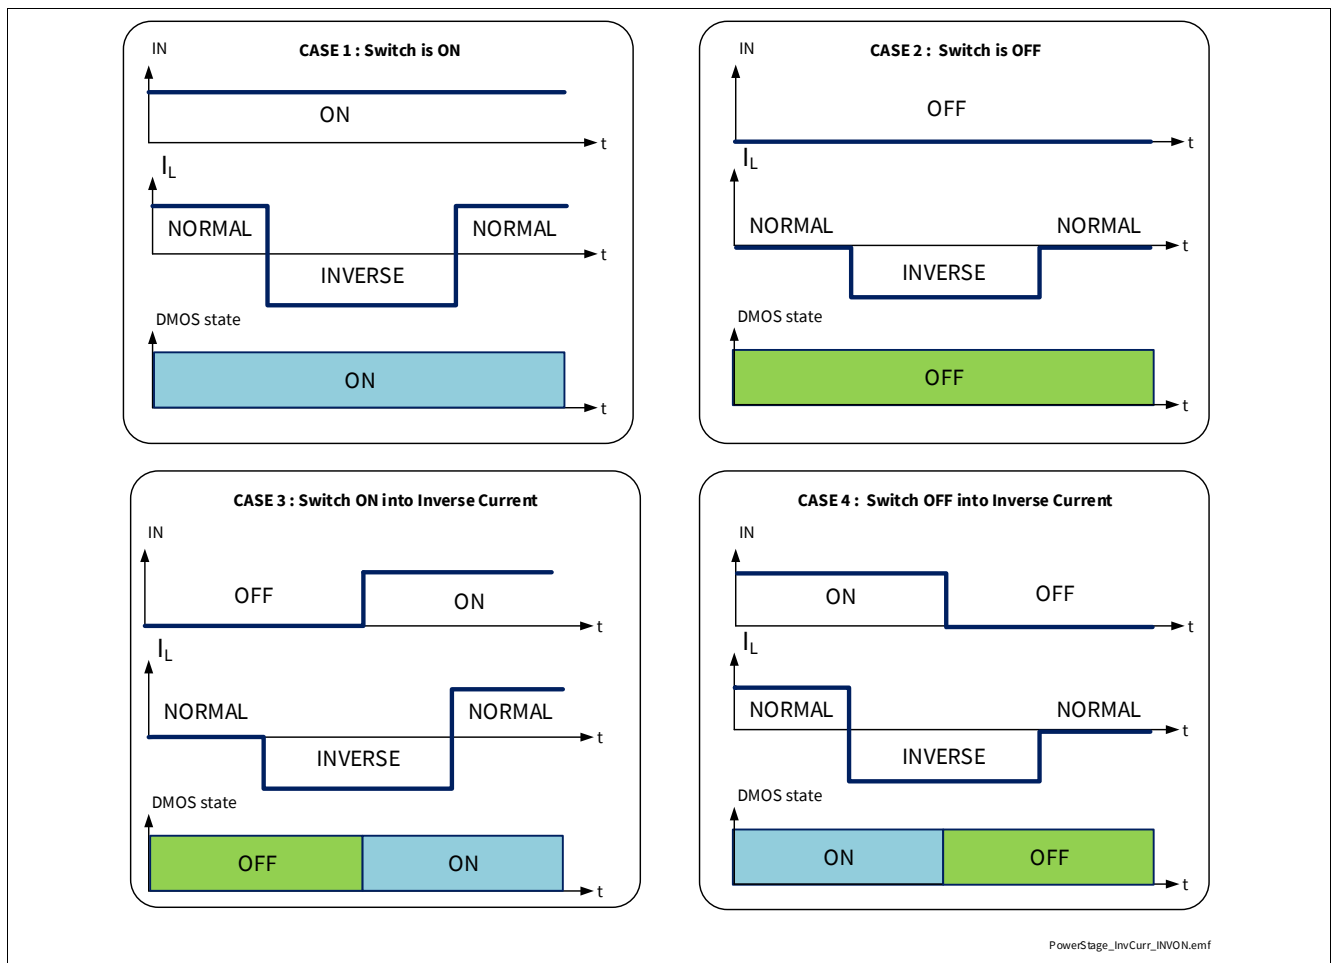 CASE 1 : Switch is ON
IN
ON
t
IL
NORMAL
NORMAL
INVERSE
t
DMOS state
ON
t
CASE 2 : Switch is OFF
IN
OFF
t
IL
NORMAL
NORMAL
INVERSE
t
DMOS state
OFF
t
CASE 3 : Switch ON into Inverse Current
IN
OFF
ON
t
IL
NORMAL
NORMAL
INVERSE
t
DMOS state
OFF
ON
t
CASE 4 : Switch OFF into Inverse Current
IN
ON
OFF
t
IL
NORMAL
NORMAL
INVERSE
t
DMOS state
ON
OFF
t
PowerStage_InvCurr_INVON.emf